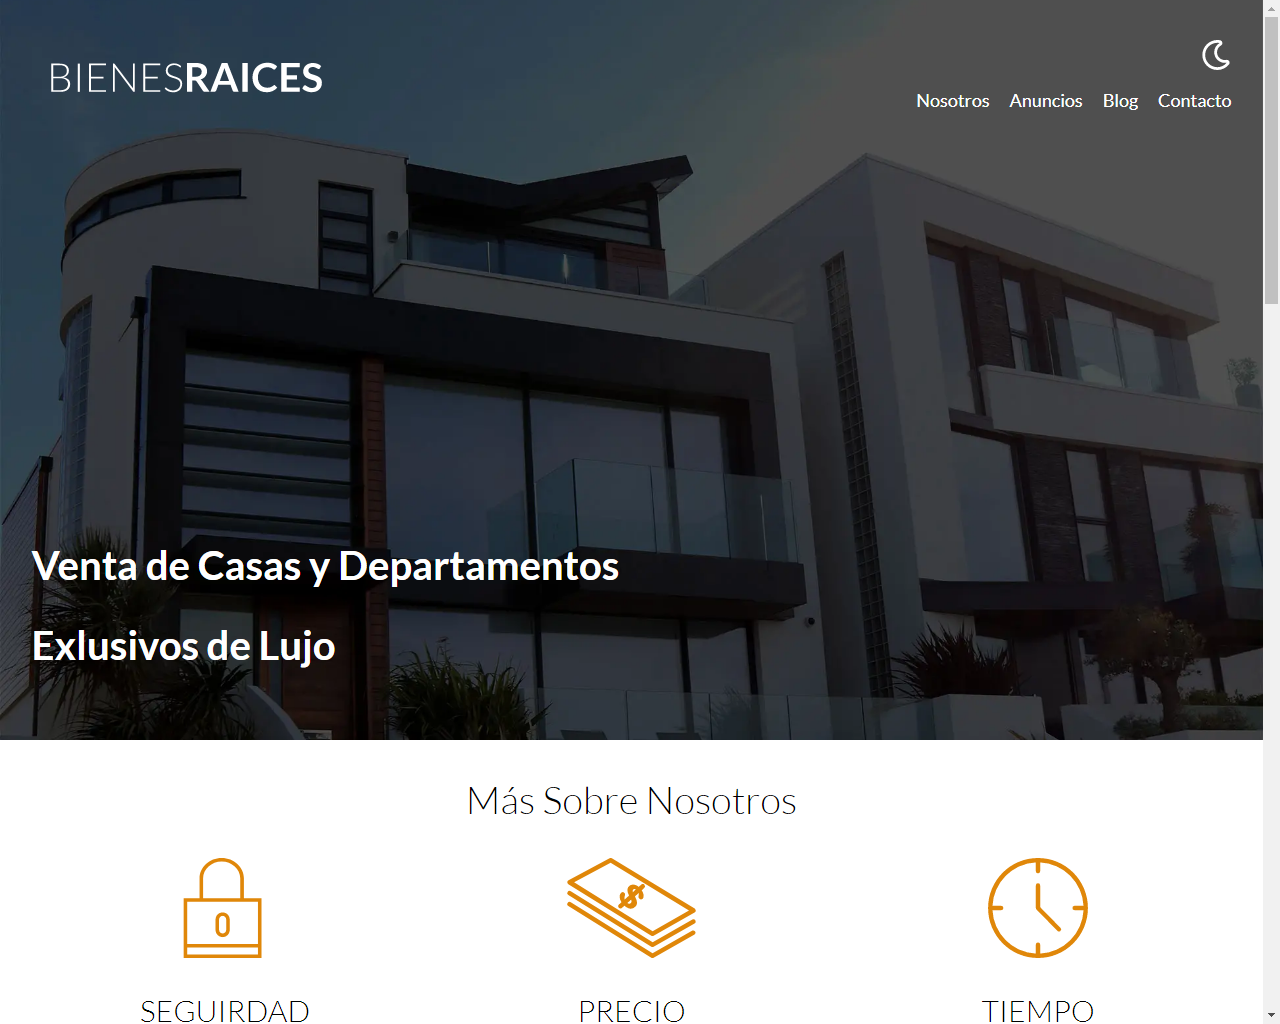 BIENESRAICES
Nosotros Anuncios Blog Contacto
Venta de Casas y Departamentos
Exlusivos de Lujo
Más Sobre Nosotros
SEGUIRDAD PRECIO TIEMPO